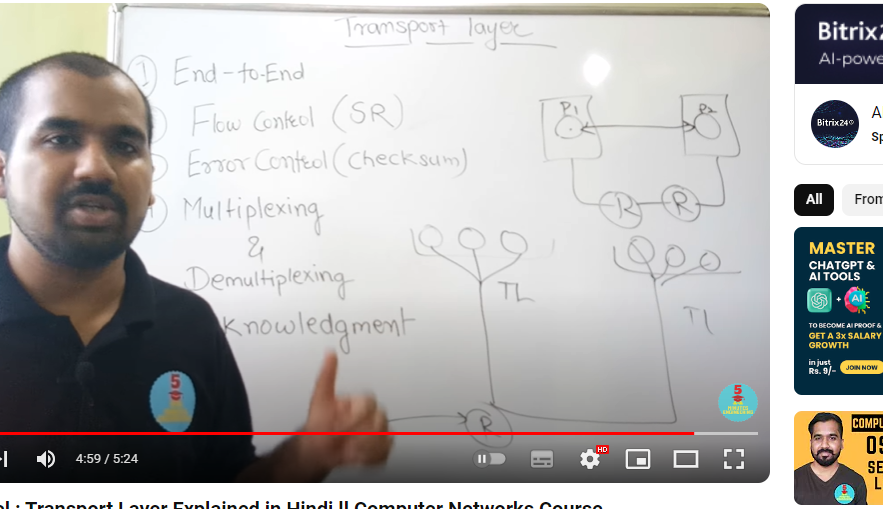 Transport layer
① End-to-End
Flow Control (SR)
Error Control (Checksum)
Multiplexing
&
Demultiplexing
knowledgment
P1
P2
R
R
TL
TL
R
5
MINUTES
ENGINEERING
5
HD
4:59 / 5:24
: Transport Layer Explained in Hindi ll Computer Networks Course
Bitrix2
AI-powe
Bitrix24
A
Sp
All
From
MASTER
CHATGPT &
AI TOOLS
+ AI
TO BECOME AI PROOF &
GET A 3x SALARY
GROWTH
in just
Rs. 9/-
JOIN NOW
COMPU
SE
L